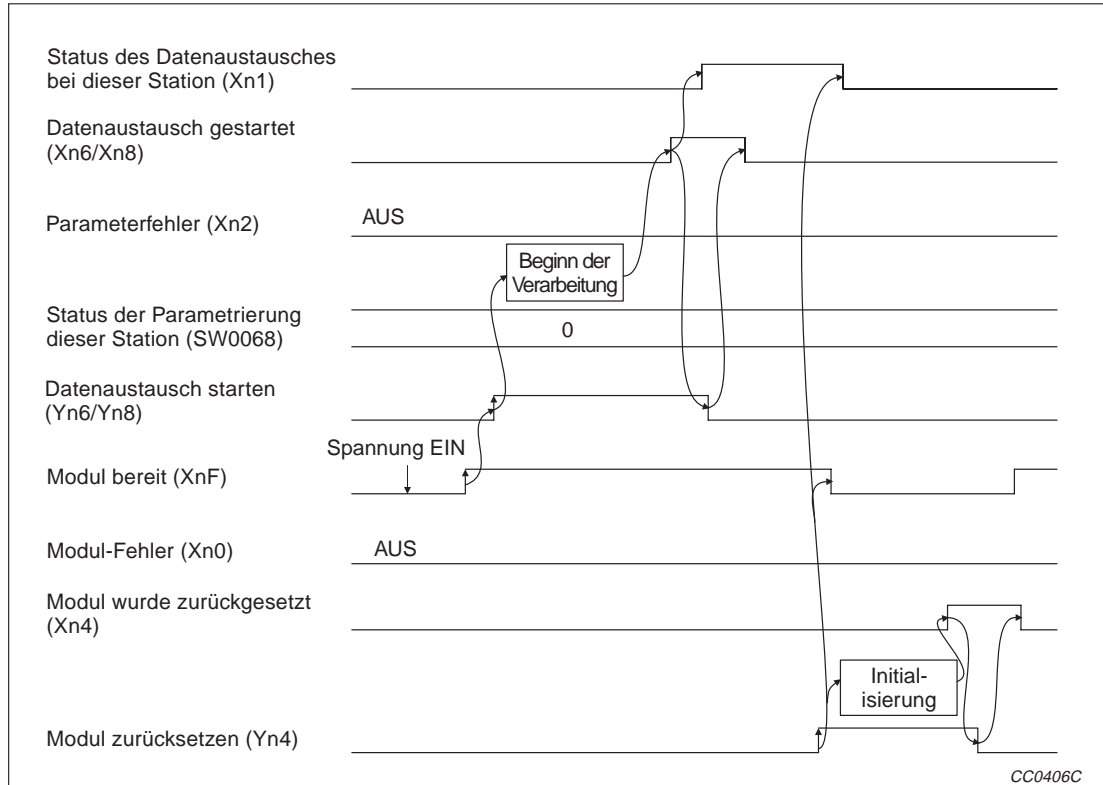 Status des Datenaustausches
bei dieser Station (Xn1)
Datenaustausch gestartet
(Xn6/Xn8)
Parameterfehler (Xn2)
AUS
Beginn der
Verarbeitung
Status der Parametrierung
dieser Station (SW0068)
0
Datenaustausch starten
(Yn6/Yn8)
Spannung EIN
Modul bereit (XnF)
Modul-Fehler (Xn0)
AUS
Modul wurde zurückgesetzt
(Xn4)
Initial-
isierung
Modul zurücksetzen (Yn4)
CC0406C